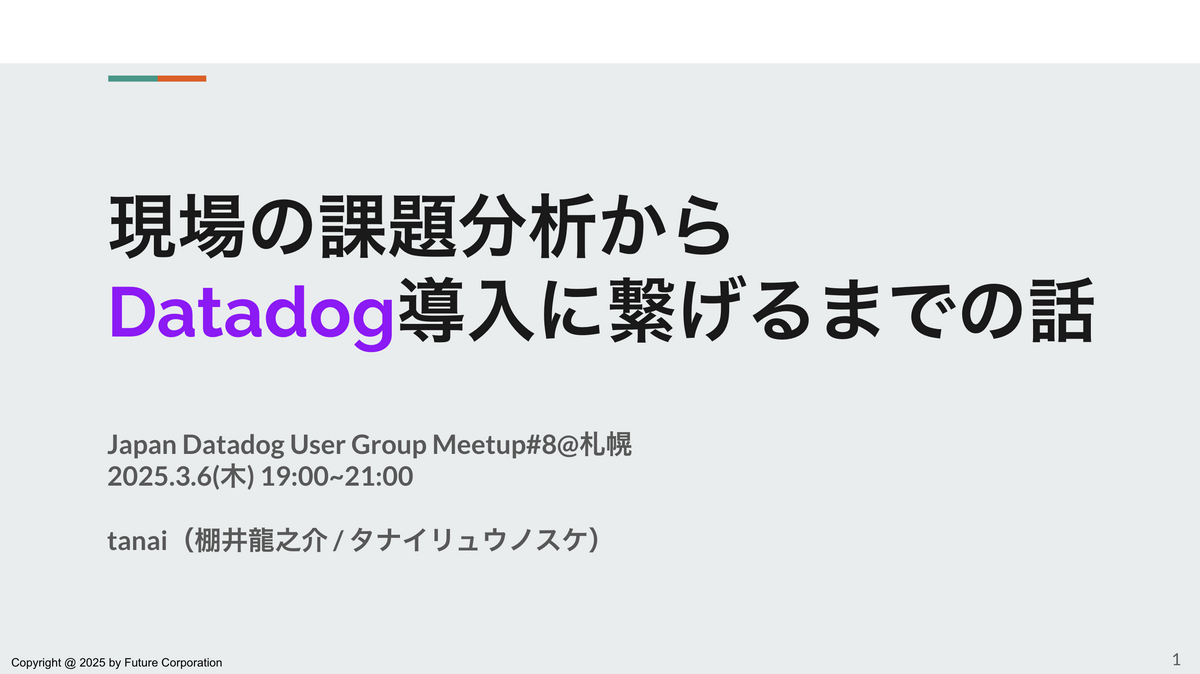 現場の課題分析から
Datadog導入に繋げるまでの話
Japan Datadog User Group Meetup#8@札幌
2025.3.6(木) 19:00~21:00
tanai（棚井龍之介 / タナイリュウノスケ）
Copyright @ 2025 by Future Corporation
1